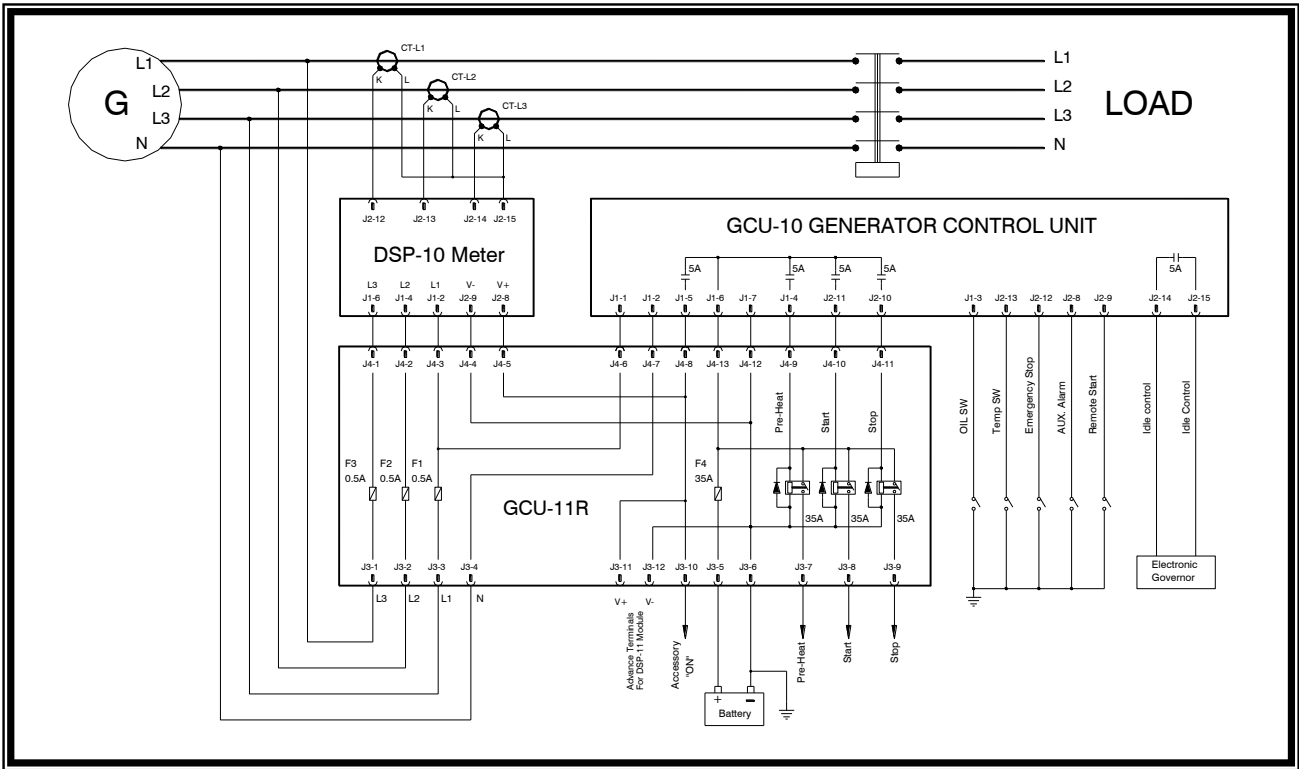 CT-L1
L1
L1
K L
CT-L2
L2
L2
K L
CT-L3
G
LOAD
L3
L3
K L
N
N
J2-12 J2-13 J2-14 J2-15
DSP-10 Meter
L3 L2 L1 V- V+
J1-6 J1-4 J1-2 J2-9 J2-8
GCU-10 GENERATOR CONTROL UNIT
5A 5A 5A 5A 5A
J1-1 J1-2 J1-5 J1-6 J1-7 J1-4 J2-11 J2-10 J1-3 J2-13 J2-12 J2-8 J2-9 J2-14 J2-15
J4-1 J4-2 J4-3 J4-4 J4-5 J4-6 J4-7 J4-8 J4-13 J4-12 J4-9 J4-10 J4-11
Pre-Heat
Start
Stop
OIL SW
Temp SW
Emergency Stop
AUX. Alarm
Remote Start
Idle control
Idle Control
F3 F2 F1 F4
0.5A 0.5A 0.5A 35A
GCU-11R
35A 35A 35A
J3-1 J3-2 J3-3 J3-4 J3-11 J3-12 J3-10 J3-5 J3-6 J3-7 J3-8 J3-9
L3 L2 L1 N
V+ V-
Electronic
Governor
Advance Terminals
For DSP-11 Module
Accessory
"ON"
Pre-Heat
Start
Stop
+ −
Battery